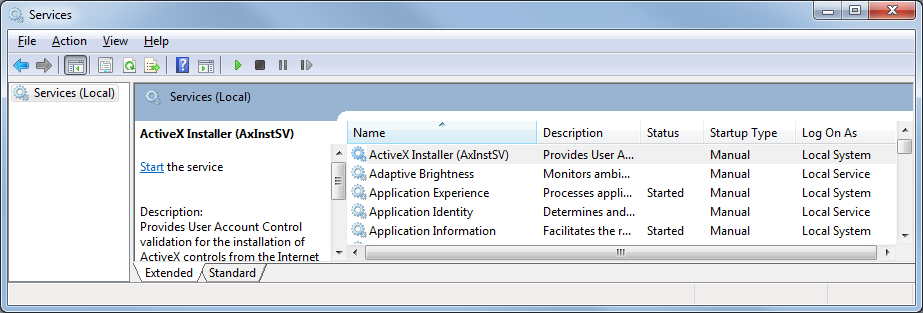 Services
File Action View Help
Services (Local)
Services (Local)
ActiveX Installer (AxInstSV)
Start the service
Description:
Provides User Account Control
validation for the installation of
ActiveX controls from the Internet
Name Description Status Startup Type Log On As
ActiveX Installer (AxInstSV) Provides User A... Manual Local System
Adaptive Brightness Monitors ambi... Manual Local Service
Application Experience Processes appli... Started Manual Local System
Application Identity Determines and... Manual Local Service
Application Information Facilitates the r... Started Manual Local System
Extended Standard